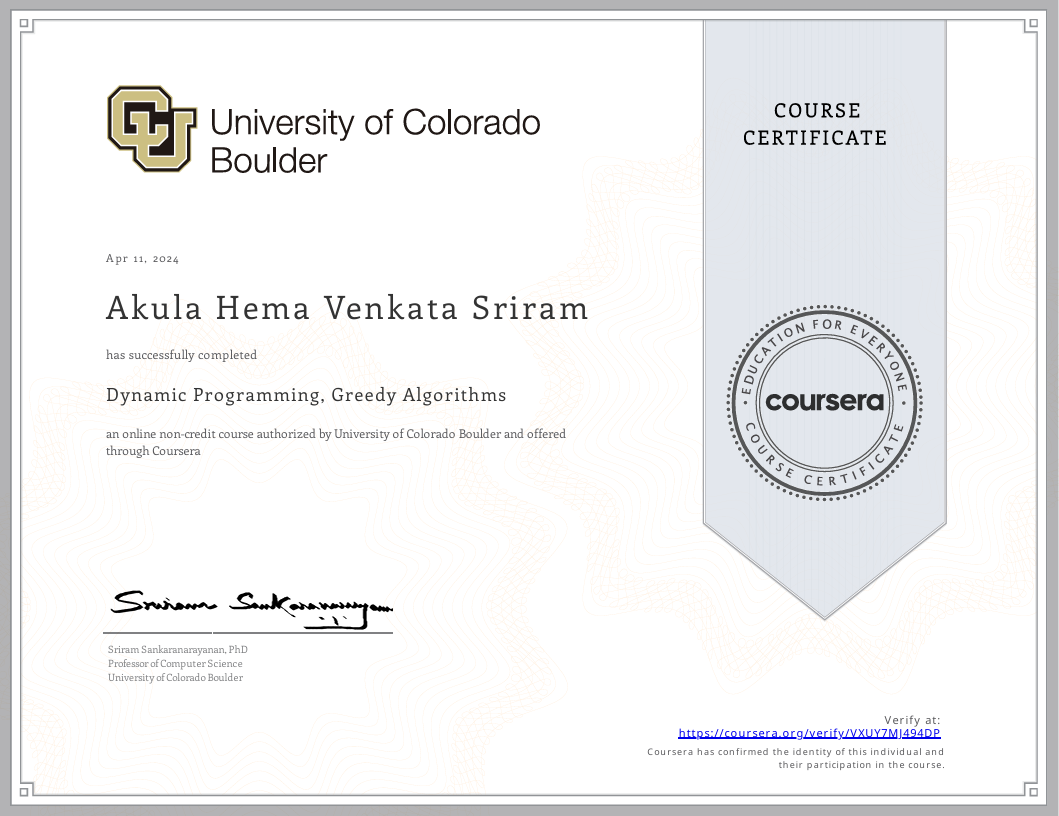 University of Colorado
Boulder
COURSE
CERTIFICATE
Apr 11, 2024
Akula Hema Venkata Sriram
has successfully completed
Dynamic Programming, Greedy Algorithms
an online non-credit course authorized by University of Colorado Boulder and offered
through Coursera
EDUCATION FOR EVERYONE
coursera
COURSE CERTIFICATE
Sriram Sankaranarayanan
Sriram Sankaranarayanan, PhD
Professor of Computer Science
University of Colorado Boulder
Verify at:
https://coursera.org/verify/VXUY7MJ494DP
Coursera has confirmed the identity of this individual and
their participation in the course.